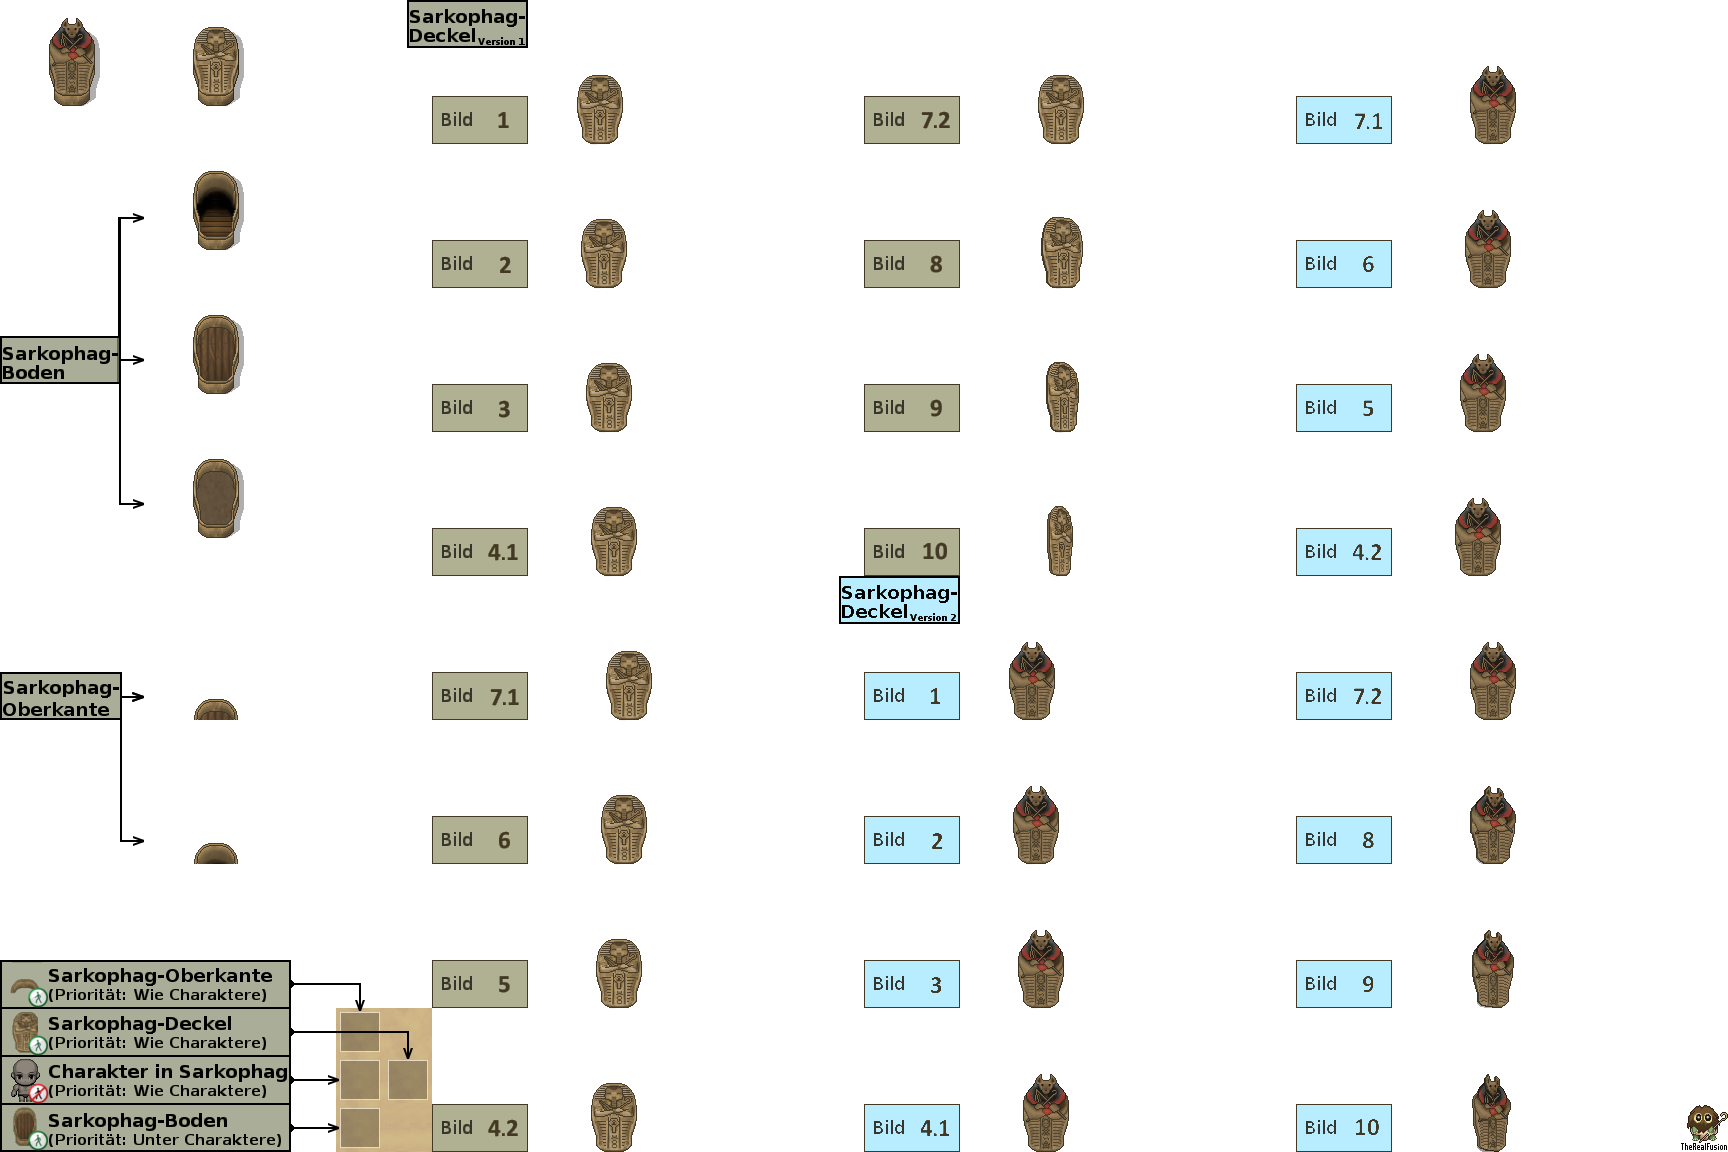 Sarkophag-
Deckel Version 1
Bild 1
Bild 7.2
Bild 7.1
Bild 2
Bild 8
Bild 6
Sarkophag-
Boden
Bild 3
Bild 9
Bild 5
Bild 4.1
Bild 10
Bild 4.2
Sarkophag-
Deckel Version 2
Sarkophag-
Oberkante
Bild 7.1
Bild 1
Bild 7.2
Bild 6
Bild 2
Bild 8
Sarkophag-Oberkante
(Priorität: Wie Charaktere)
Bild 5
Bild 3
Bild 9
Sarkophag-Deckel
(Priorität: Wie Charaktere)
Charakter in Sarkophag
(Priorität: Wie Charaktere)
Sarkophag-Boden
(Priorität: Unter Charaktere)
Bild 4.2
Bild 4.1
Bild 10
TheRealFusion